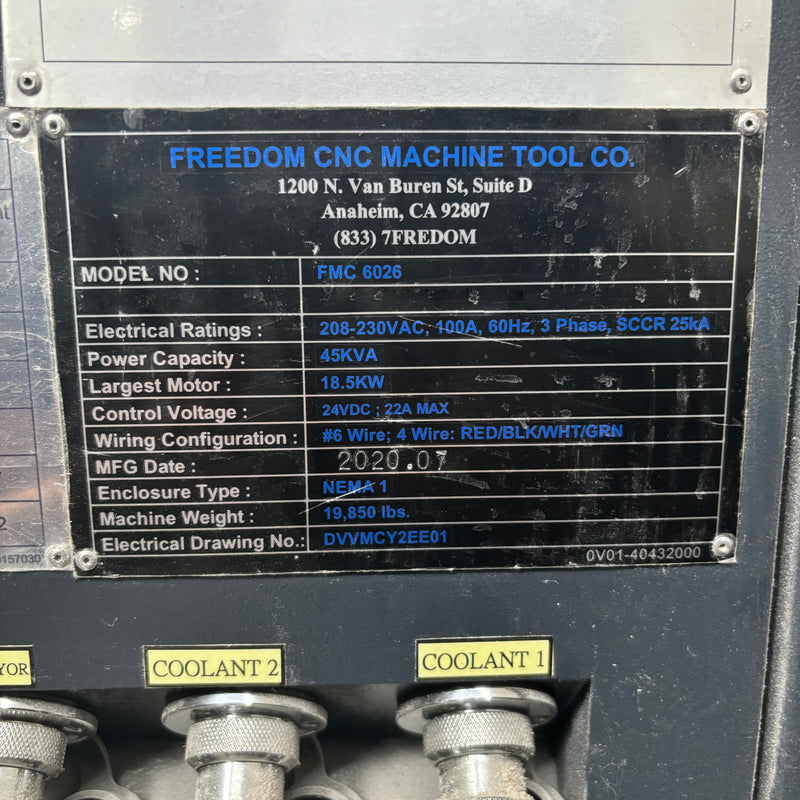 FREEDOM CNC MACHINE TOOL CO.
1200 N. Van Buren St, Suite D
Anaheim, CA 92807
(833) 7FREDOM
MODEL NO : FMC 6026
Electrical Ratings : 208-230VAC, 100A, 60Hz, 3 Phase, SCCR 25kA
Power Capacity : 45KVA
Largest Motor : 18.5KW
Control Voltage : 24VDC ; 22A MAX
Wiring Configuration : #6 Wire; 4 Wire: RED/BLK/WHT/GRN
MFG Date : 2020.07
Enclosure Type : NEMA 1
Machine Weight : 19,850 lbs.
Electrical Drawing No.: DVVMCY2EE01
0V01-40432000
157030
YOR
COOLANT 2
COOLANT 1